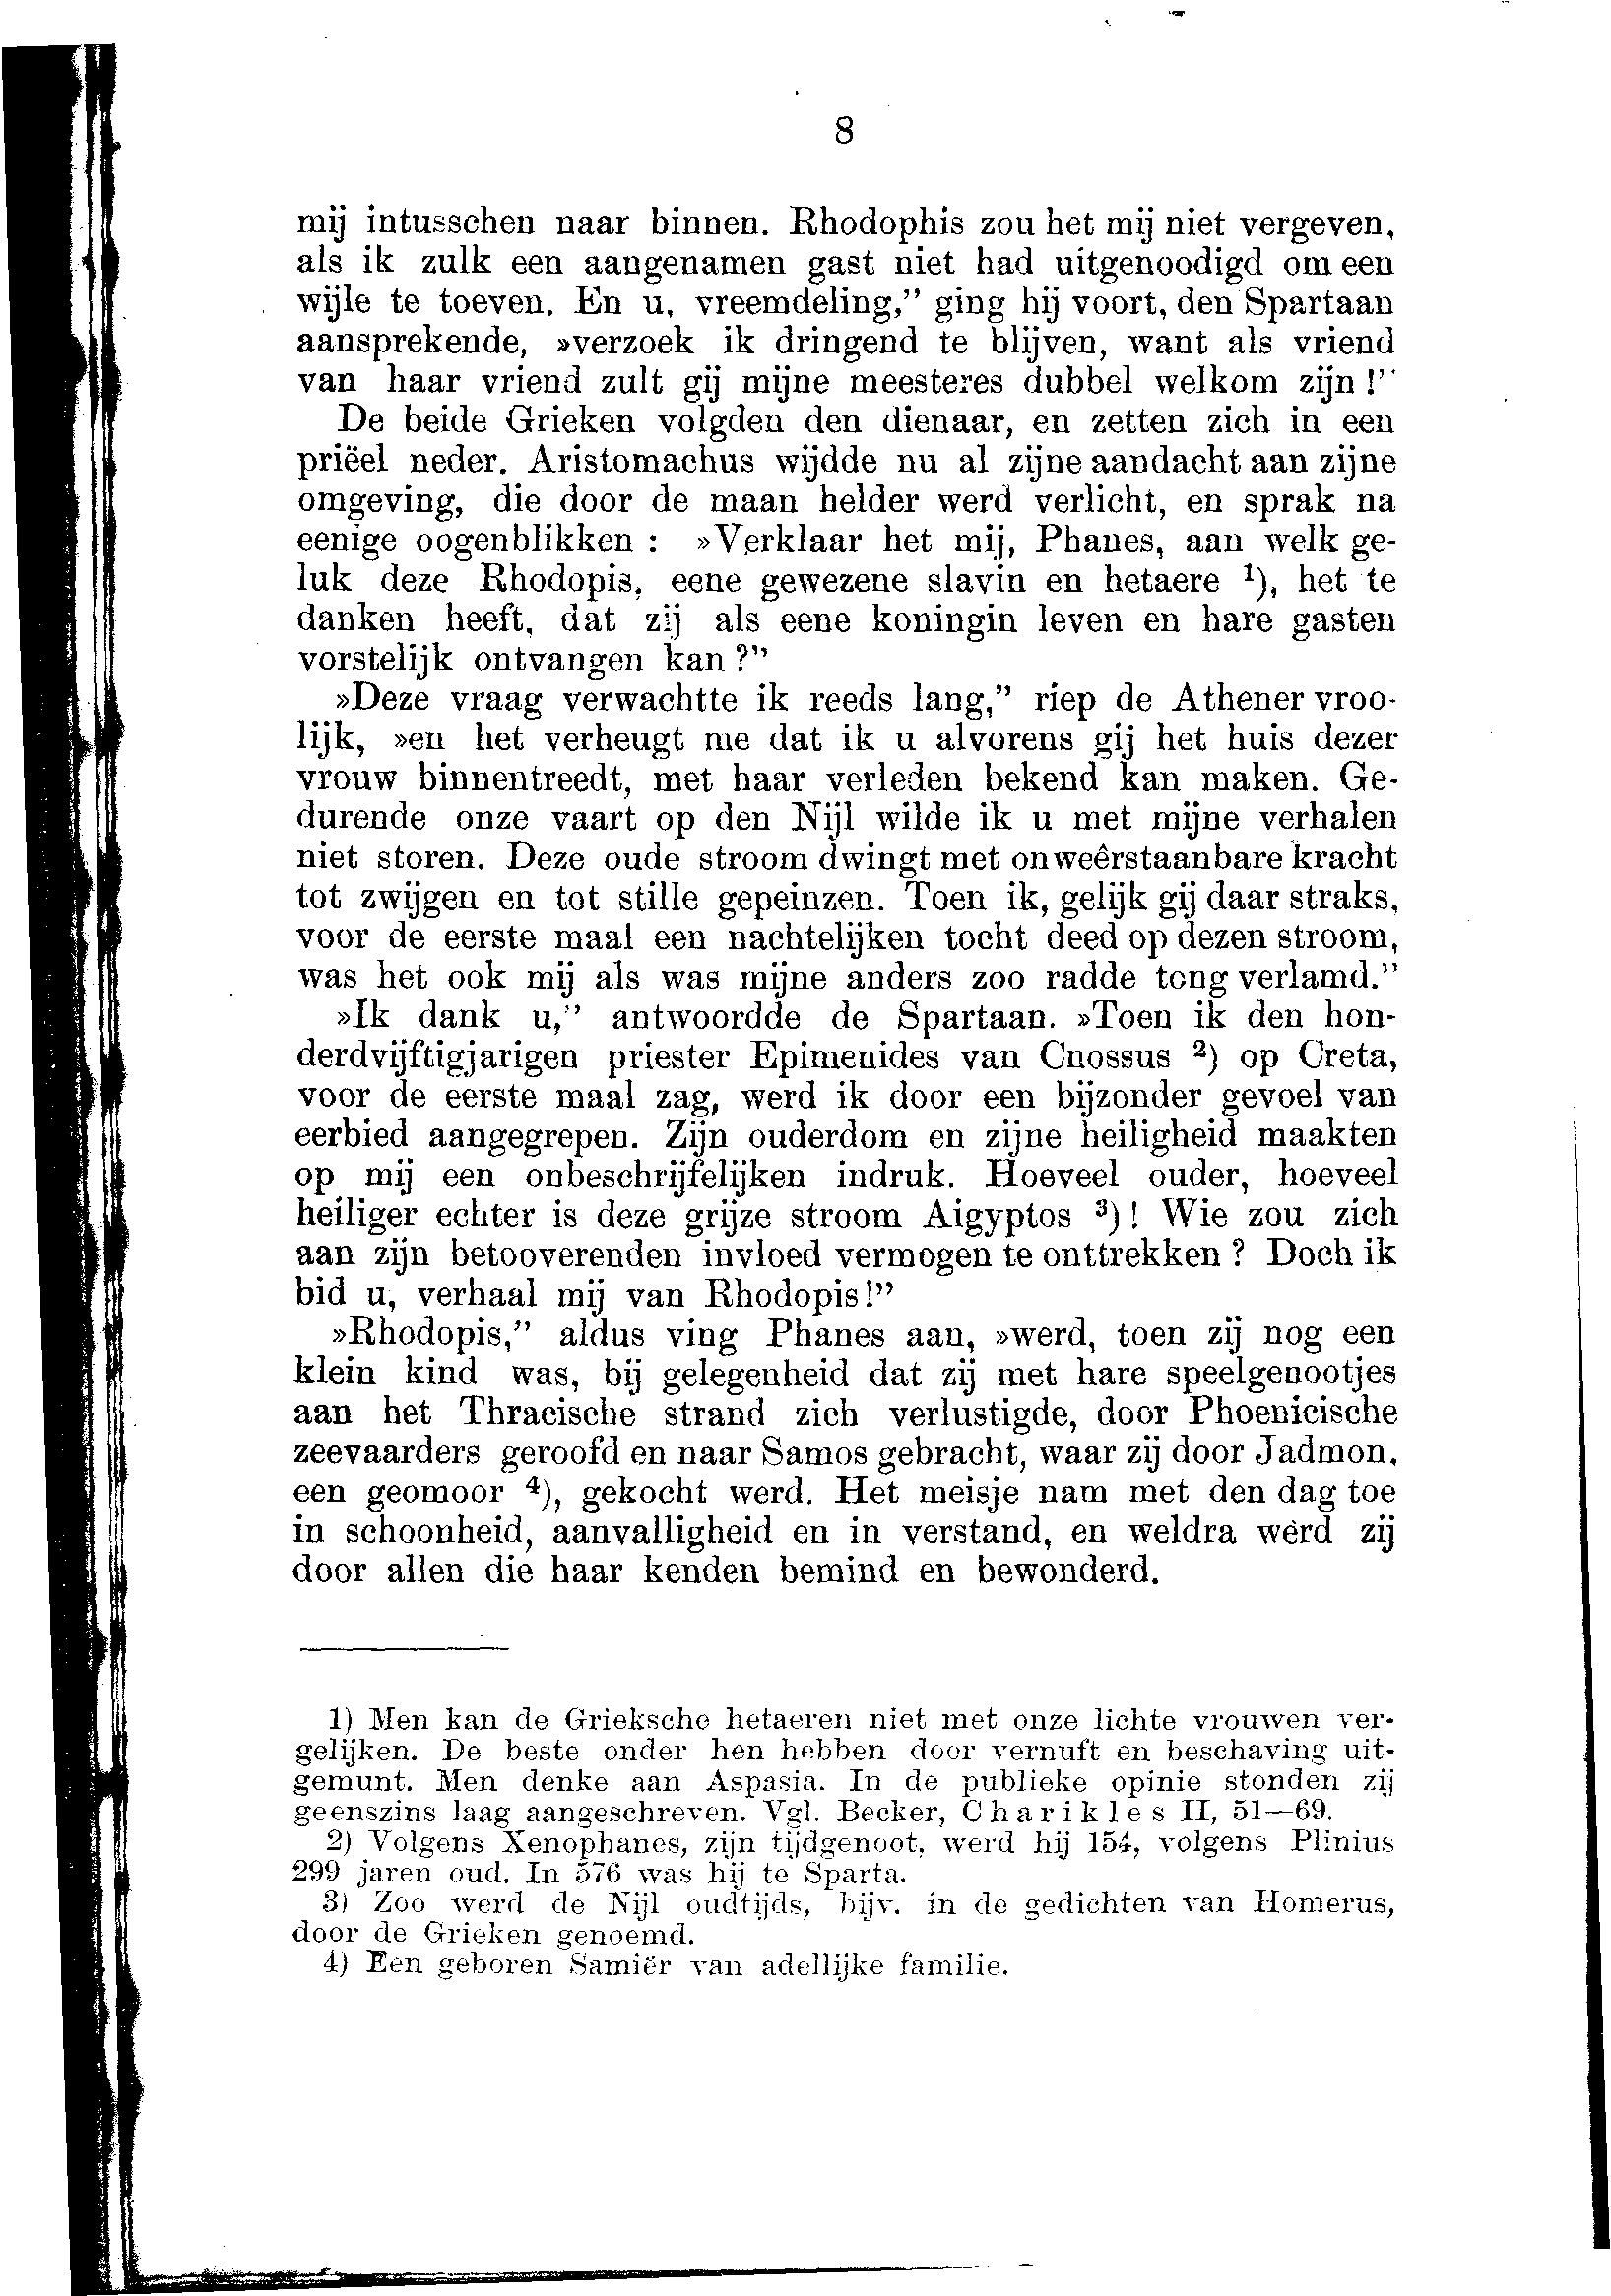 8
mij intusschen naar binnen. Rhodophis zou het mij niet vergeven,
als ik zulk een aangenamen gast niet had uitgenoodigd om een
wijle te toeven. En u, vreemdeling,” ging hij voort, den Spartaan
aansprekende, »verzoek ik dringend te blijven, want als vriend
van haar vriend zult gij mijne meesteres dubbel welkom zijn!”
De beide Grieken volgden den dienaar, en zetten zich in een
priëel neder. Aristomachus wijdde nu al zijne aandacht aan zijne
omgeving, die door de maan helder werd verlicht, en sprak na
eenige oogenblikken : »Verklaar het mij, Phanes, aan welk ge-
luk deze Rhodopis, eene gewezene slavin en hetaere ¹), het te
danken heeft, dat zij als eene koningin leven en hare gasten
vorstelijk ontvangen kan?”
»Deze vraag verwachtte ik reeds lang,” riep de Athener vroo-
lijk, »en het verheugt me dat ik u alvorens gij het huis dezer
vrouw binnentreedt, met haar verleden bekend kan maken. Ge-
durende onze vaart op den Nijl wilde ik u met mijne verhalen
niet storen. Deze oude stroom dwingt met onweêrstaanbare kracht
tot zwijgen en tot stille gepeinzen. Toen ik, gelijk gij daar straks,
voor de eerste maal een nachtelijken tocht deed op dezen stroom,
was het ook mij als was mijne anders zoo radde tong verlamd.”
»Ik dank u,” antwoordde de Spartaan. »Toen ik den hon-
derdvijftigjarigen priester Epimenides van Cnossus ²) op Creta,
voor de eerste maal zag, werd ik door een bijzonder gevoel van
eerbied aangegrepen. Zijn ouderdom en zijne heiligheid maakten
op mij een onbeschrijfelijken indruk. Hoeveel ouder, hoeveel
heiliger echter is deze grijze stroom Aigyptos ³)! Wie zou zich
aan zijn betooverenden invloed vermogen te onttrekken? Doch ik
bid u, verhaal mij van Rhodopis!”
»Rhodopis,” aldus ving Phanes aan, »werd, toen zij nog een
klein kind was, bij gelegenheid dat zij met hare speelgenootjes
aan het Thracische strand zich verlustigde, door Phoenicische
zeevaarders geroofd en naar Samos gebracht, waar zij door Jadmon,
een geomoor ⁴), gekocht werd. Het meisje nam met den dag toe
in schoonheid, aanvalligheid en in verstand, en weldra wérd zij
door allen die haar kenden bemind en bewonderd.
1) Men kan de Grieksche hetaeren niet met onze lichte vrouwen ver-
gelijken. De beste onder hen hebben door vernuft en beschaving uit-
gemunt. Men denke aan Aspasia. In de publieke opinie stonden zij
geenszins laag aangeschreven. Vgl. Becker, Charikles II, 51—69.
2) Volgens Xenophanes, zijn tijdgenoot, werd hij 154, volgens Plinius
299 jaren oud. In 576 was hij te Sparta.
3) Zoo werd de Nijl oudtijds, bijv. in de gedichten van Homerus,
door de Grieken genoemd.
4) Een geboren Samiër van adellijke familie.